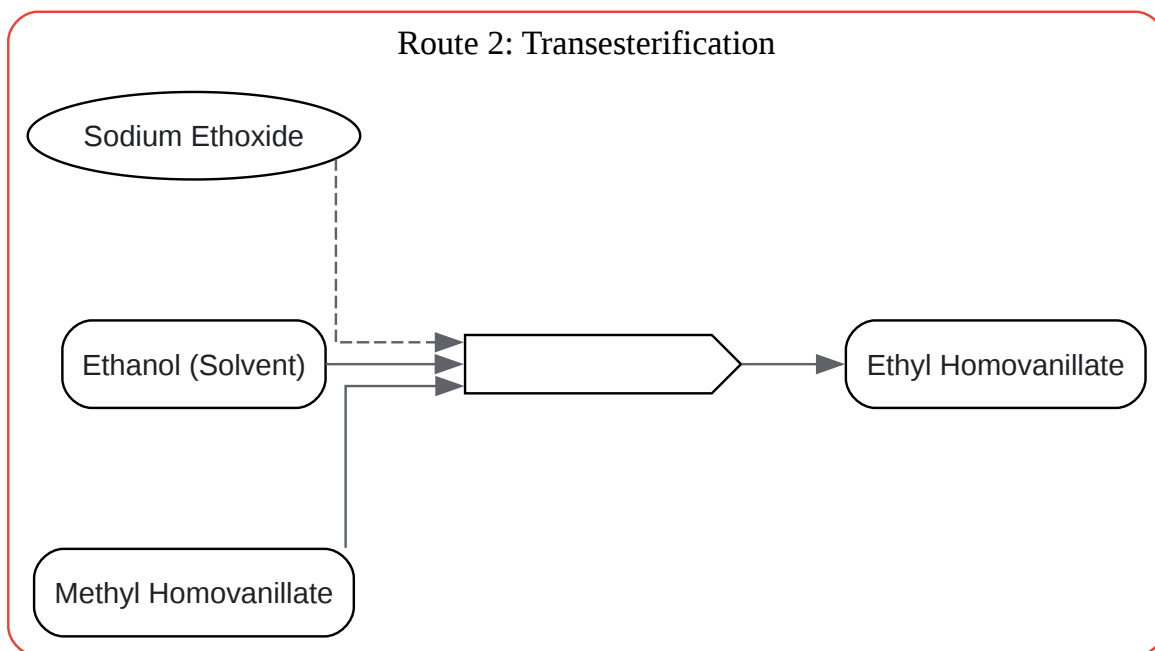 Route 2: Transesterification
Sodium Ethoxide
Ethanol (Solvent)
Ethyl Homovanillate
Methyl Homovanillate